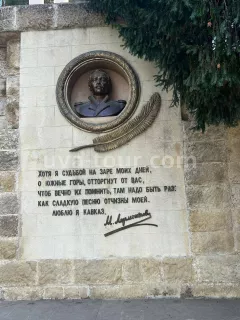 ХОТЯ Я СУДЬБОЙ НА ЗАРЕ МОИХ ДНЕЙ,
О ЮЖНЫЕ ГОРЫ, ОТТОРГНУТ ОТ ВАС,
ЧТОБ ВЕЧНО ИХ ПОМНИТЬ, ТАМ НАДО БЫТЬ РАЗ:
КАК СЛАДКУЮ ПЕСНЮ ОТЧИЗНЫ МОЕЙ,
ЛЮБЛЮ Я КАВКАЗ.
М. Лермонтов